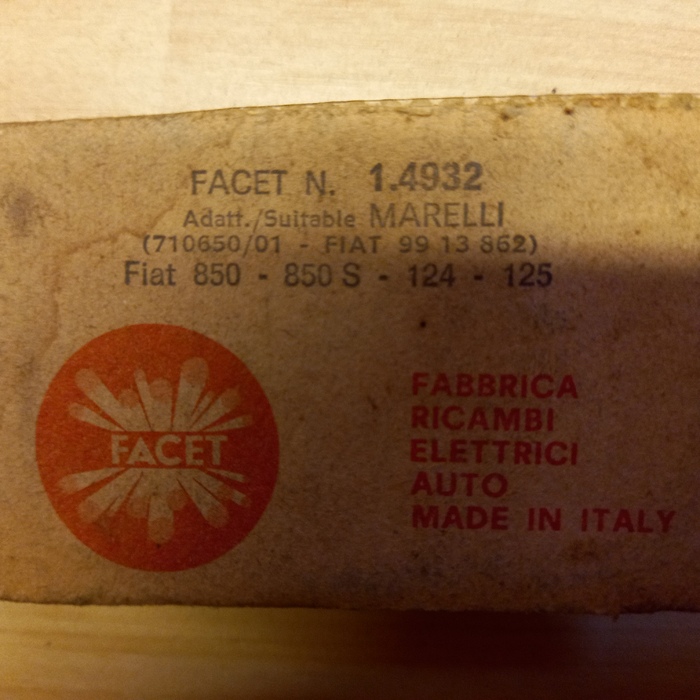 FACET N. 1.4932
Adatt./Suitable MARELLI
(710650/01 - FIAT 99 13 862)
Fiat 850 - 850 S - 124 - 125
FACET
FABBRICA
RICAMBI
ELETTRICI
AUTO
MADE IN ITALY